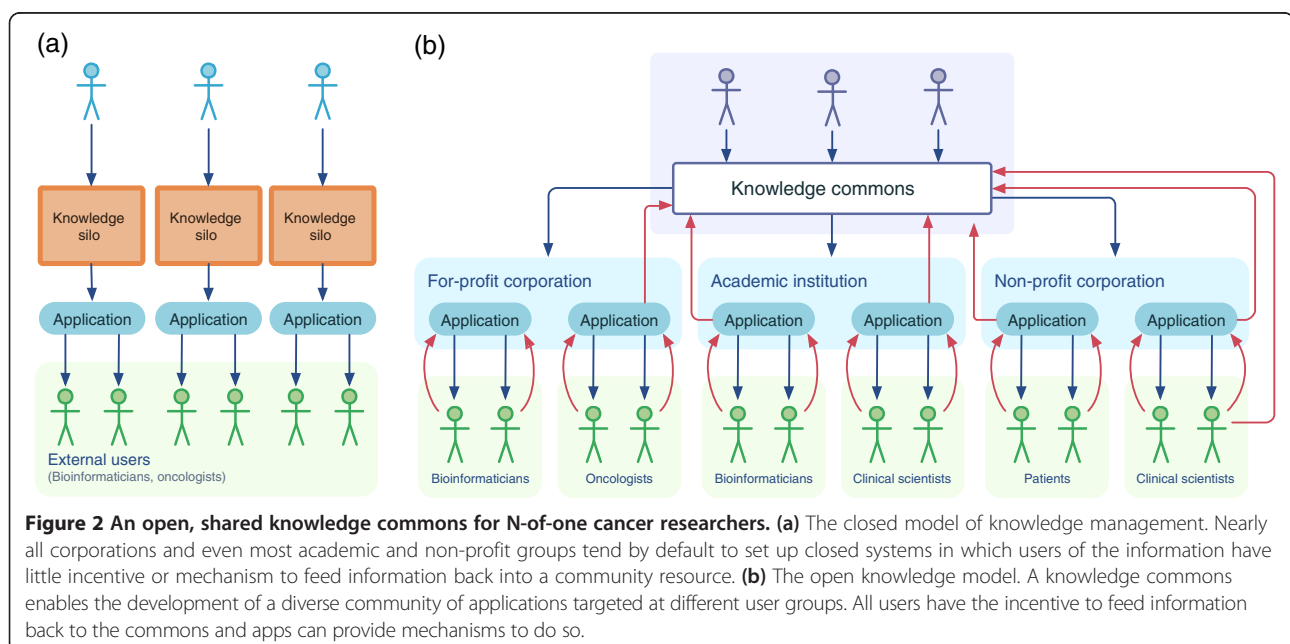 (a)
Knowledge
silo
Knowledge
silo
Knowledge
silo
Application
Application
Application
External users
(Bioinformaticians, oncologists)
(b)
Knowledge commons
For-profit corporation
Academic institution
Non-profit corporation
Application
Application
Application
Application
Application
Application
Bioinformaticians
Oncologists
Bioinformaticians
Clinical scientists
Patients
Clinical scientists
Figure 2 An open, shared knowledge commons for N-of-one cancer researchers. (a) The closed model of knowledge management. Nearly
all corporations and even most academic and non-profit groups tend by default to set up closed systems in which users of the information have
little incentive or mechanism to feed information back into a community resource. (b) The open knowledge model. A knowledge commons
enables the development of a diverse community of applications targeted at different user groups. All users have the incentive to feed information
back to the commons and apps can provide mechanisms to do so.